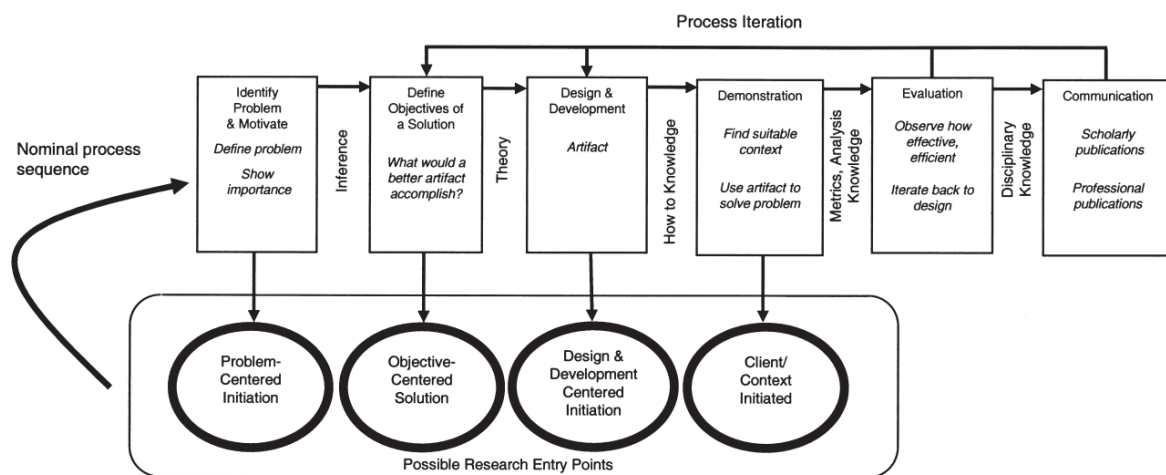 Process Iteration
Nominal process
sequence
Identify
Problem
& Motivate
Define problem
Show
importance
Inference
Define
Objectives of
a Solution
What would a
better artifact
accomplish?
Theory
Design &
Development
Artifact
How to Knowledge
Demonstration
Find suitable
context
Use artifact to
solve problem
Metrics, Analysis
Knowledge
Evaluation
Observe how
effective,
efficient
Iterate back to
design
Disciplinary
Knowledge
Communication
Scholarly
publications
Professional
publications
Problem-
Centered
Initiation
Objective-
Centered
Solution
Design &
Development
Centered
Initiation
Client/
Context
Initiated
Possible Research Entry Points